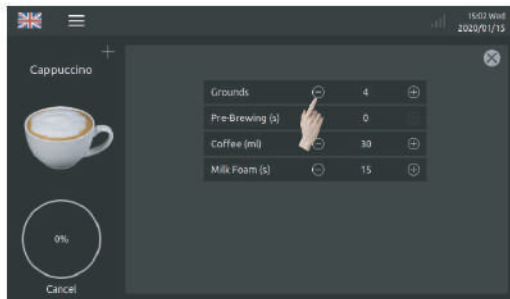 15:02 Wed
2020/01/15
Cappuccino
Grounds 4
Pre-Brewing (s) 0
Coffee (ml) 30
Milk Foam (s) 15
0%
Cancel